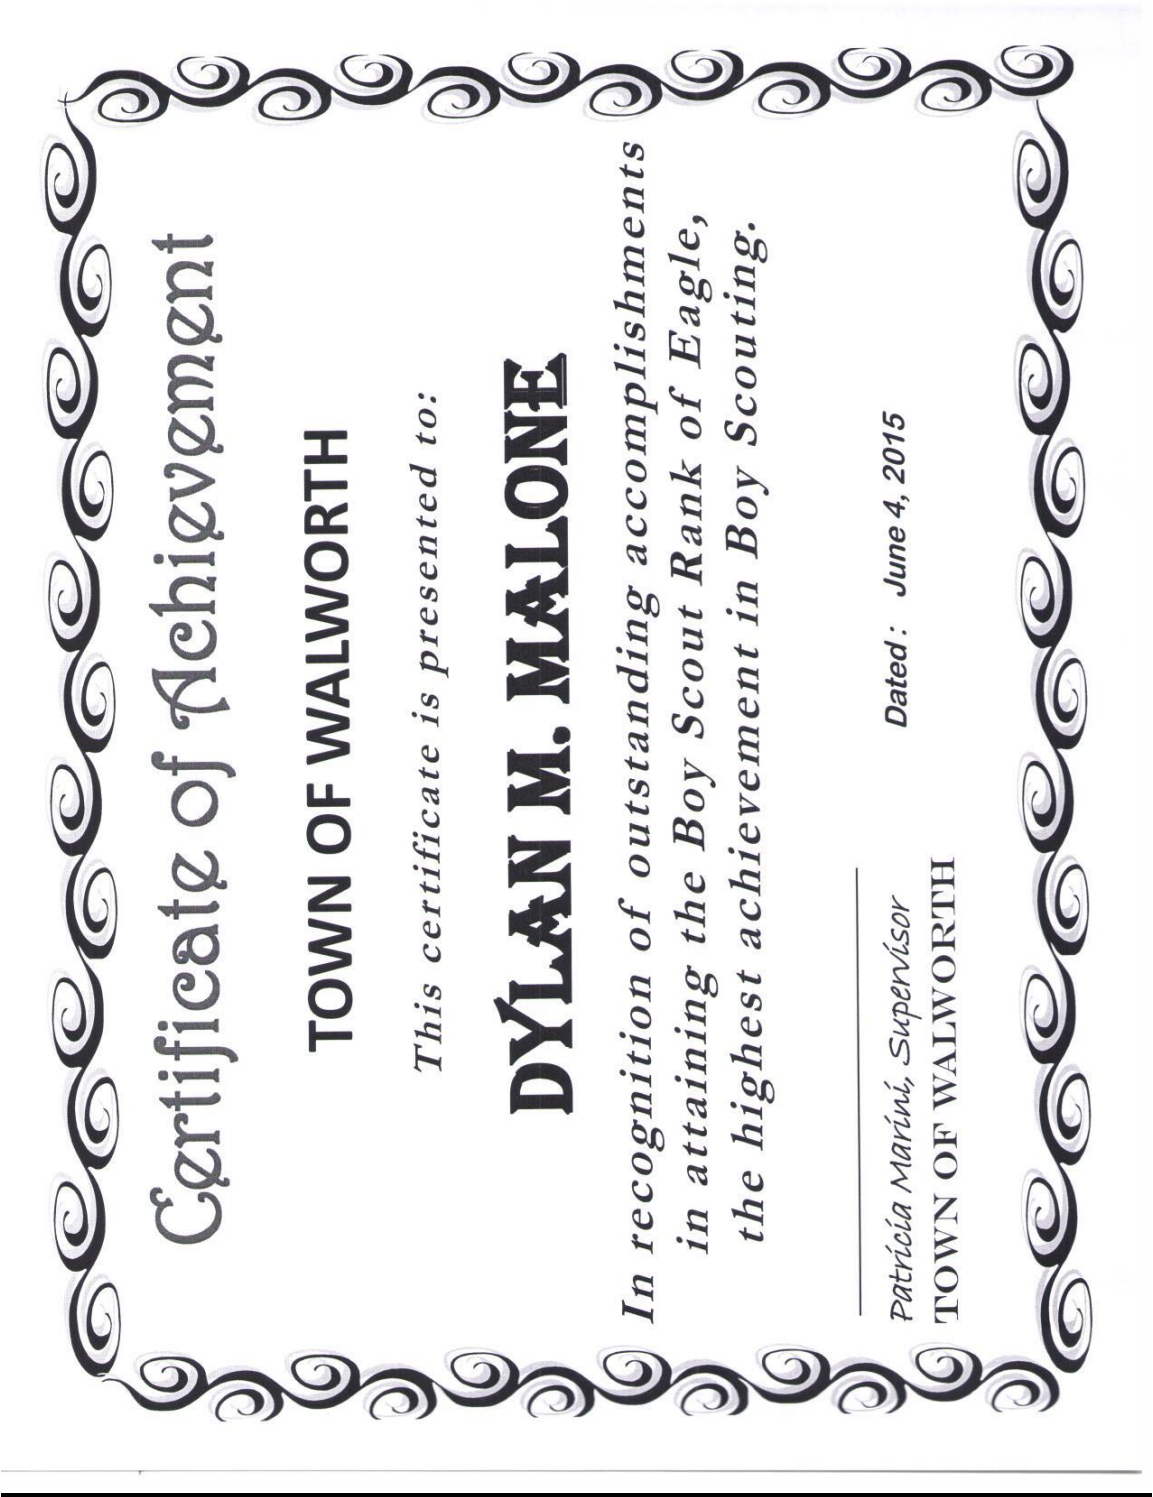 Certificate of Achievement
TOWN OF WALWORTH
This certificate is presented to:
DYLAN M. MALONE
In recognition of outstanding accomplishments
in attaining the Boy Scout Rank of Eagle,
the highest achievement in Boy Scouting.
Patricia Marini, Supervisor Dated: June 4, 2015
TOWN OF WALWORTH